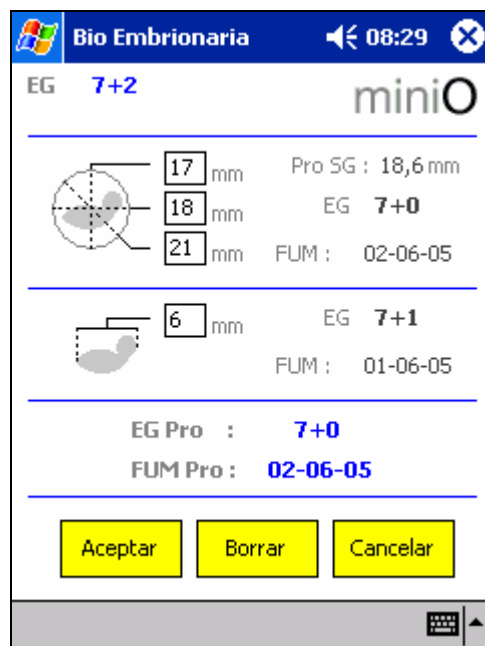 Bio Embrionaria 08:29
EG 7+2 miniO
17 mm Pro SG : 18,6 mm
18 mm EG 7+0
21 mm FUM : 02-06-05
6 mm EG 7+1
FUM : 01-06-05
EG Pro : 7+0
FUM Pro : 02-06-05
Aceptar Borrar Cancelar